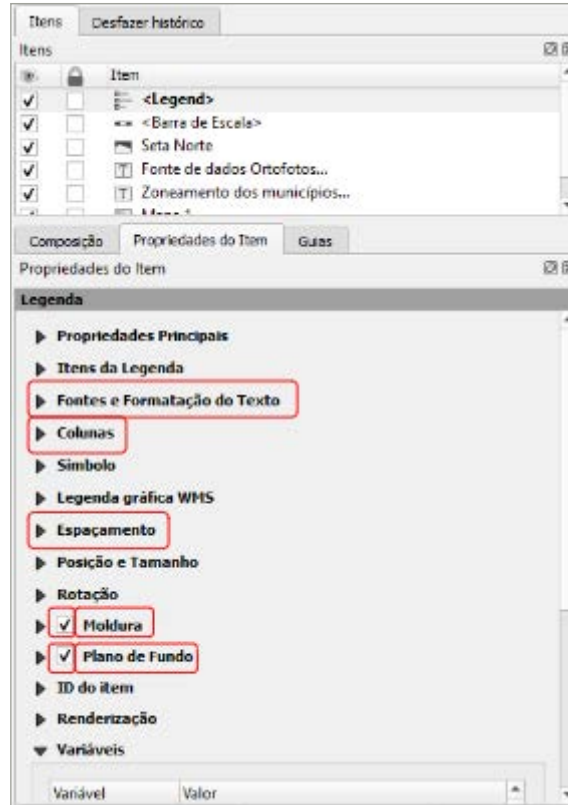 Itens Desfazer histórico
Itens
Item
<Legend>
<Barra de Escala>
Seta Norte
Fonte de dados Ortofotos...
Zoneamento dos municípios...
Mapa 1
Composição Propriedades do Item Guias
Propriedades do Item
Legenda
Propriedades Principais
Itens da Legenda
Fontes e Formatação do Texto
Colunas
Símbolo
Legenda gráfica WMS
Espaçamento
Posição e Tamanho
Rotação
Moldura
Plano de Fundo
ID do item
Renderização
Variáveis
Variável Valor